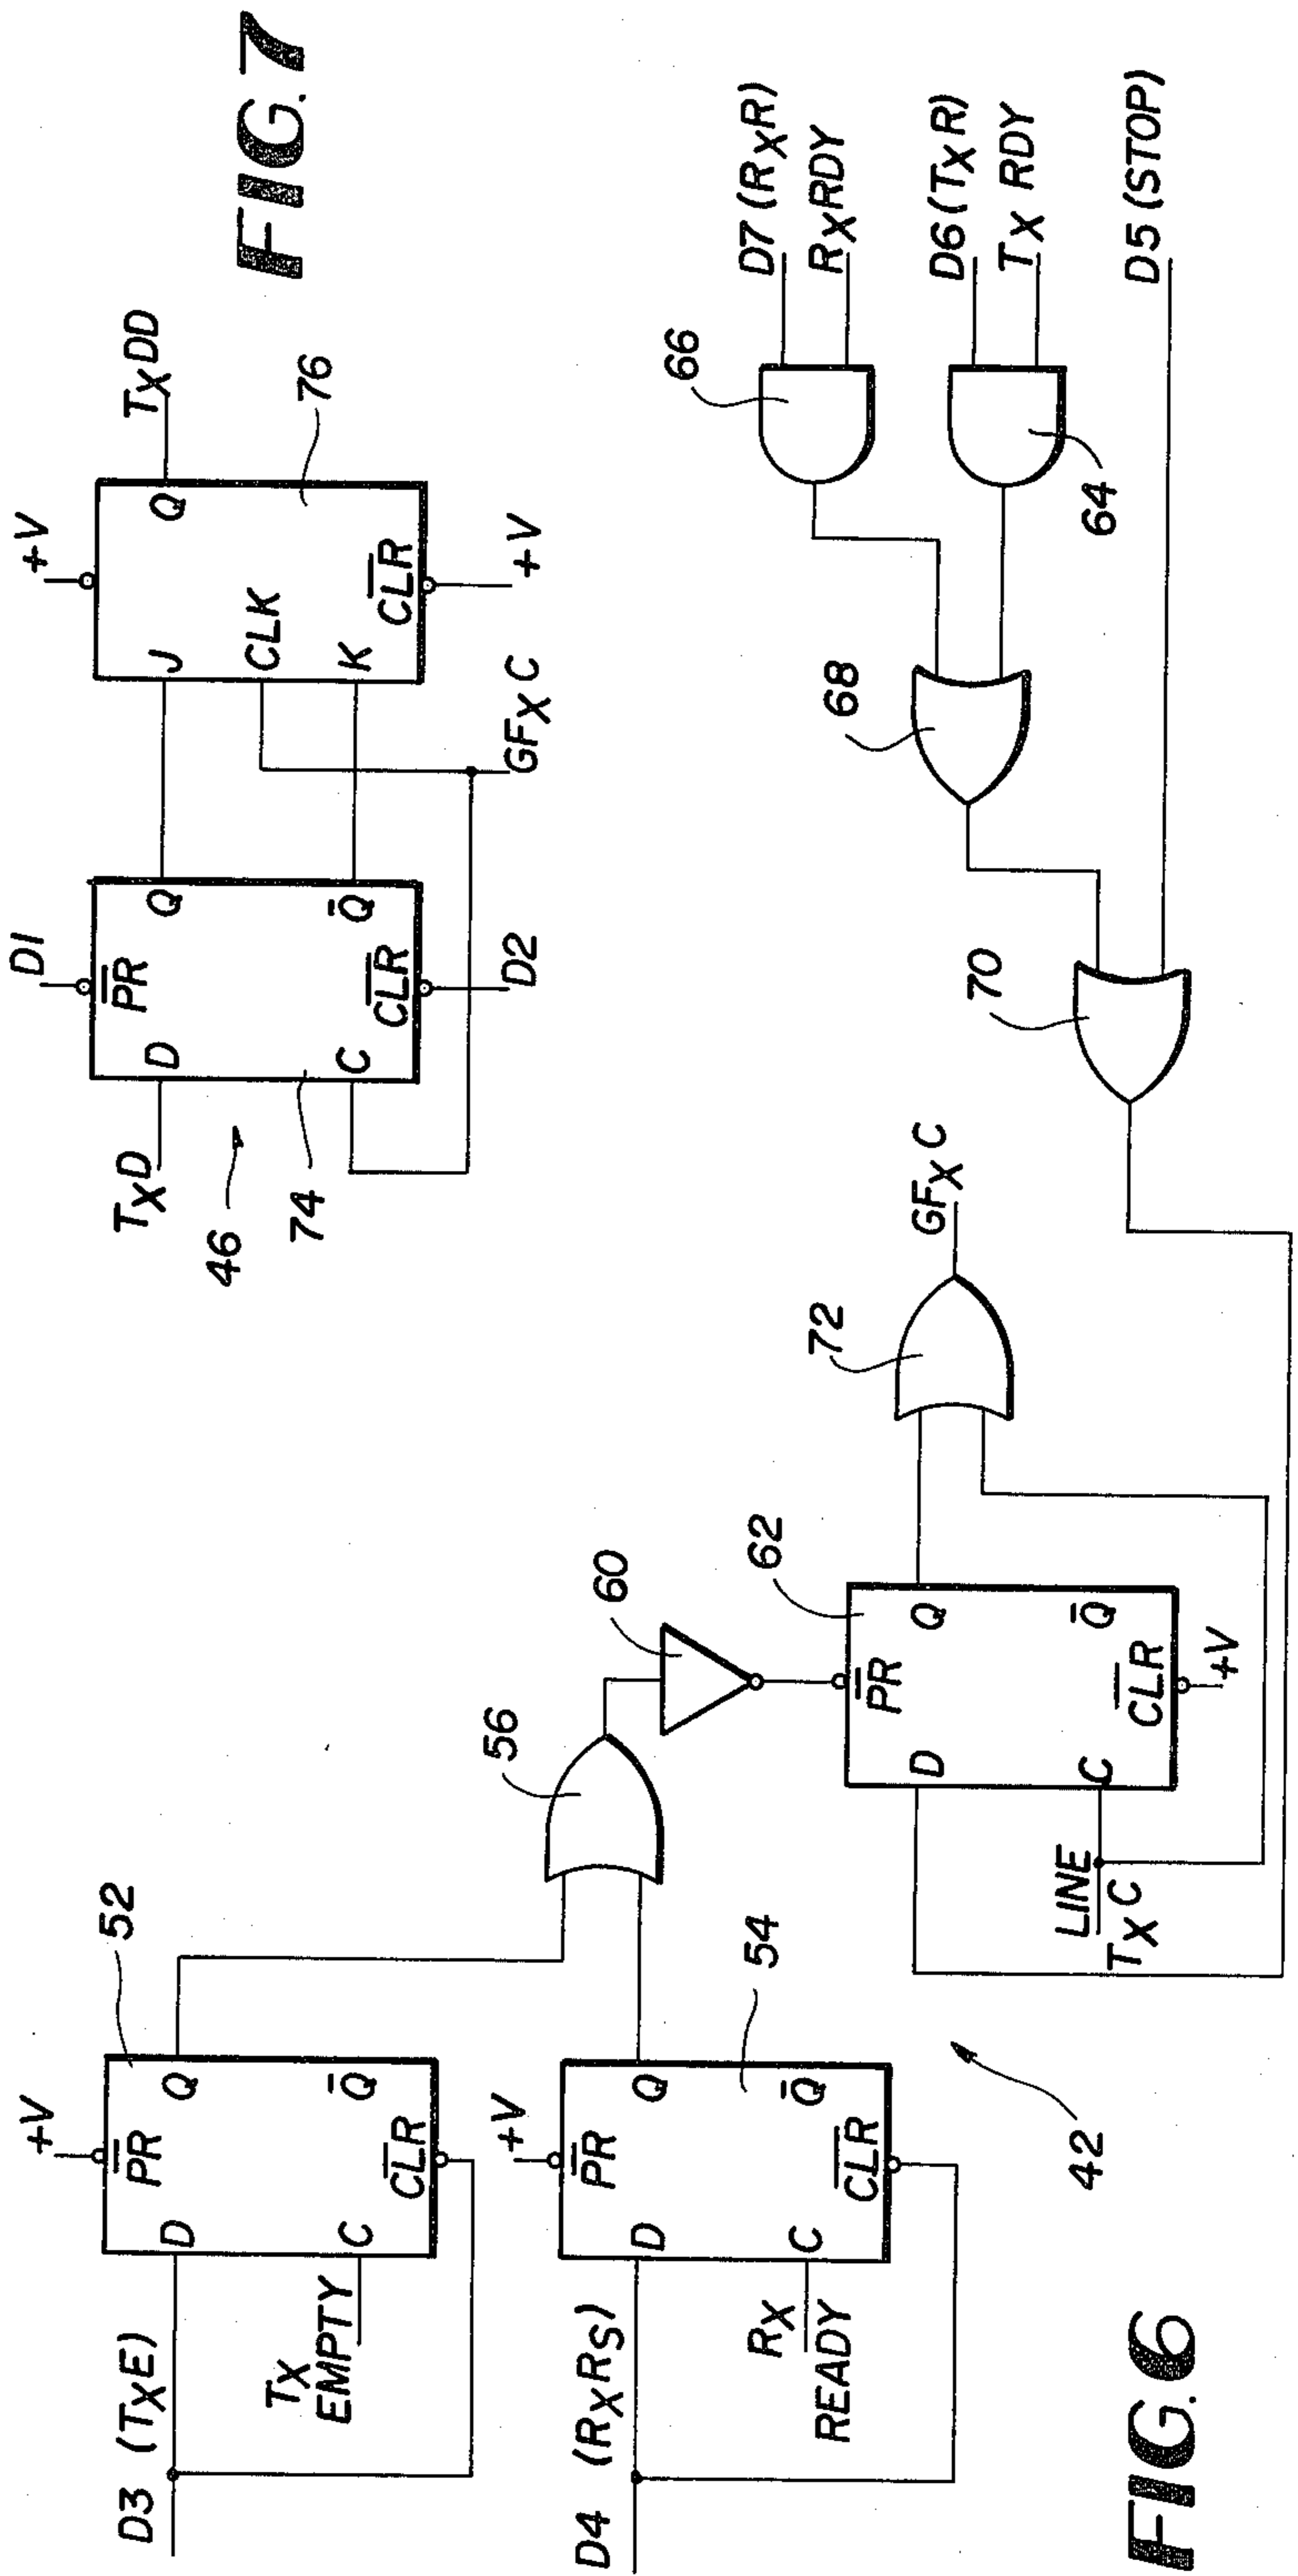 FIG. 7
D1
TxD
D
PR
Q
Q
C
CLR
D2
46
74
+V
J
Q
TxDD
CLK
K
CLR
+V
76
GFxC
FIG. 6
D3 (TxE)
+V
52
D
PR
Q
Q
C
CLR
Tx
EMPTY
D4 (RxRs)
+V
54
D
PR
Q
Q
C
CLR
Rx
READY
56
60
62
D
PR
Q
Q
C
CLR
+V
LINE
TxC
72
GFxC
42
70
68
66
64
D7 (RxR)
RxRDY
D6 (TxR)
Tx RDY
D5 (STOP)